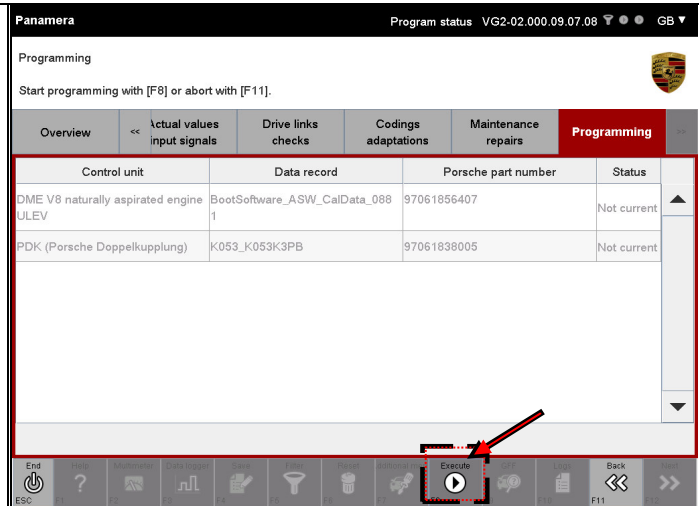 Panamera
Program status VG2-02.000.09.07.08 GB
Programming
Start programming with [F8] or abort with [F11].
Overview << Actual values input signals Drive links checks Codings adaptations Maintenance repairs Programming >>
Control unit Data record Porsche part number Status
DME V8 naturally aspirated engine ULEV BootSoftware_ASW_CalData_0881 97061856407 Not current
PDK (Porsche Doppelkupplung) K053_K053K3PB 97061838005 Not current
End Help Multimeter Data logger Save Filter Execute OFF Logs Back Next
ESC F1 F2 F3 F4 F5 F6 F7 F10 F11 F12